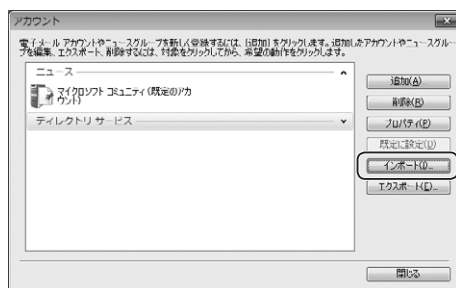 アカウント
電子メール アカウントやニュースグループを新しく登録するには、[追加] をクリックします。追加したアカウントやニュースグルー
プを編集、エクスポート、削除するには、対象をクリックしてから、希望の動作をクリックします。
ニュース
マイクロソフト コミュニティ (既定のアカ
ウント)
ディレクトリ サービス
追加(A)
削除(R)
プロパティ(P)
既定に設定(D)
インポート(I)...
エクスポート(E)...
閉じる